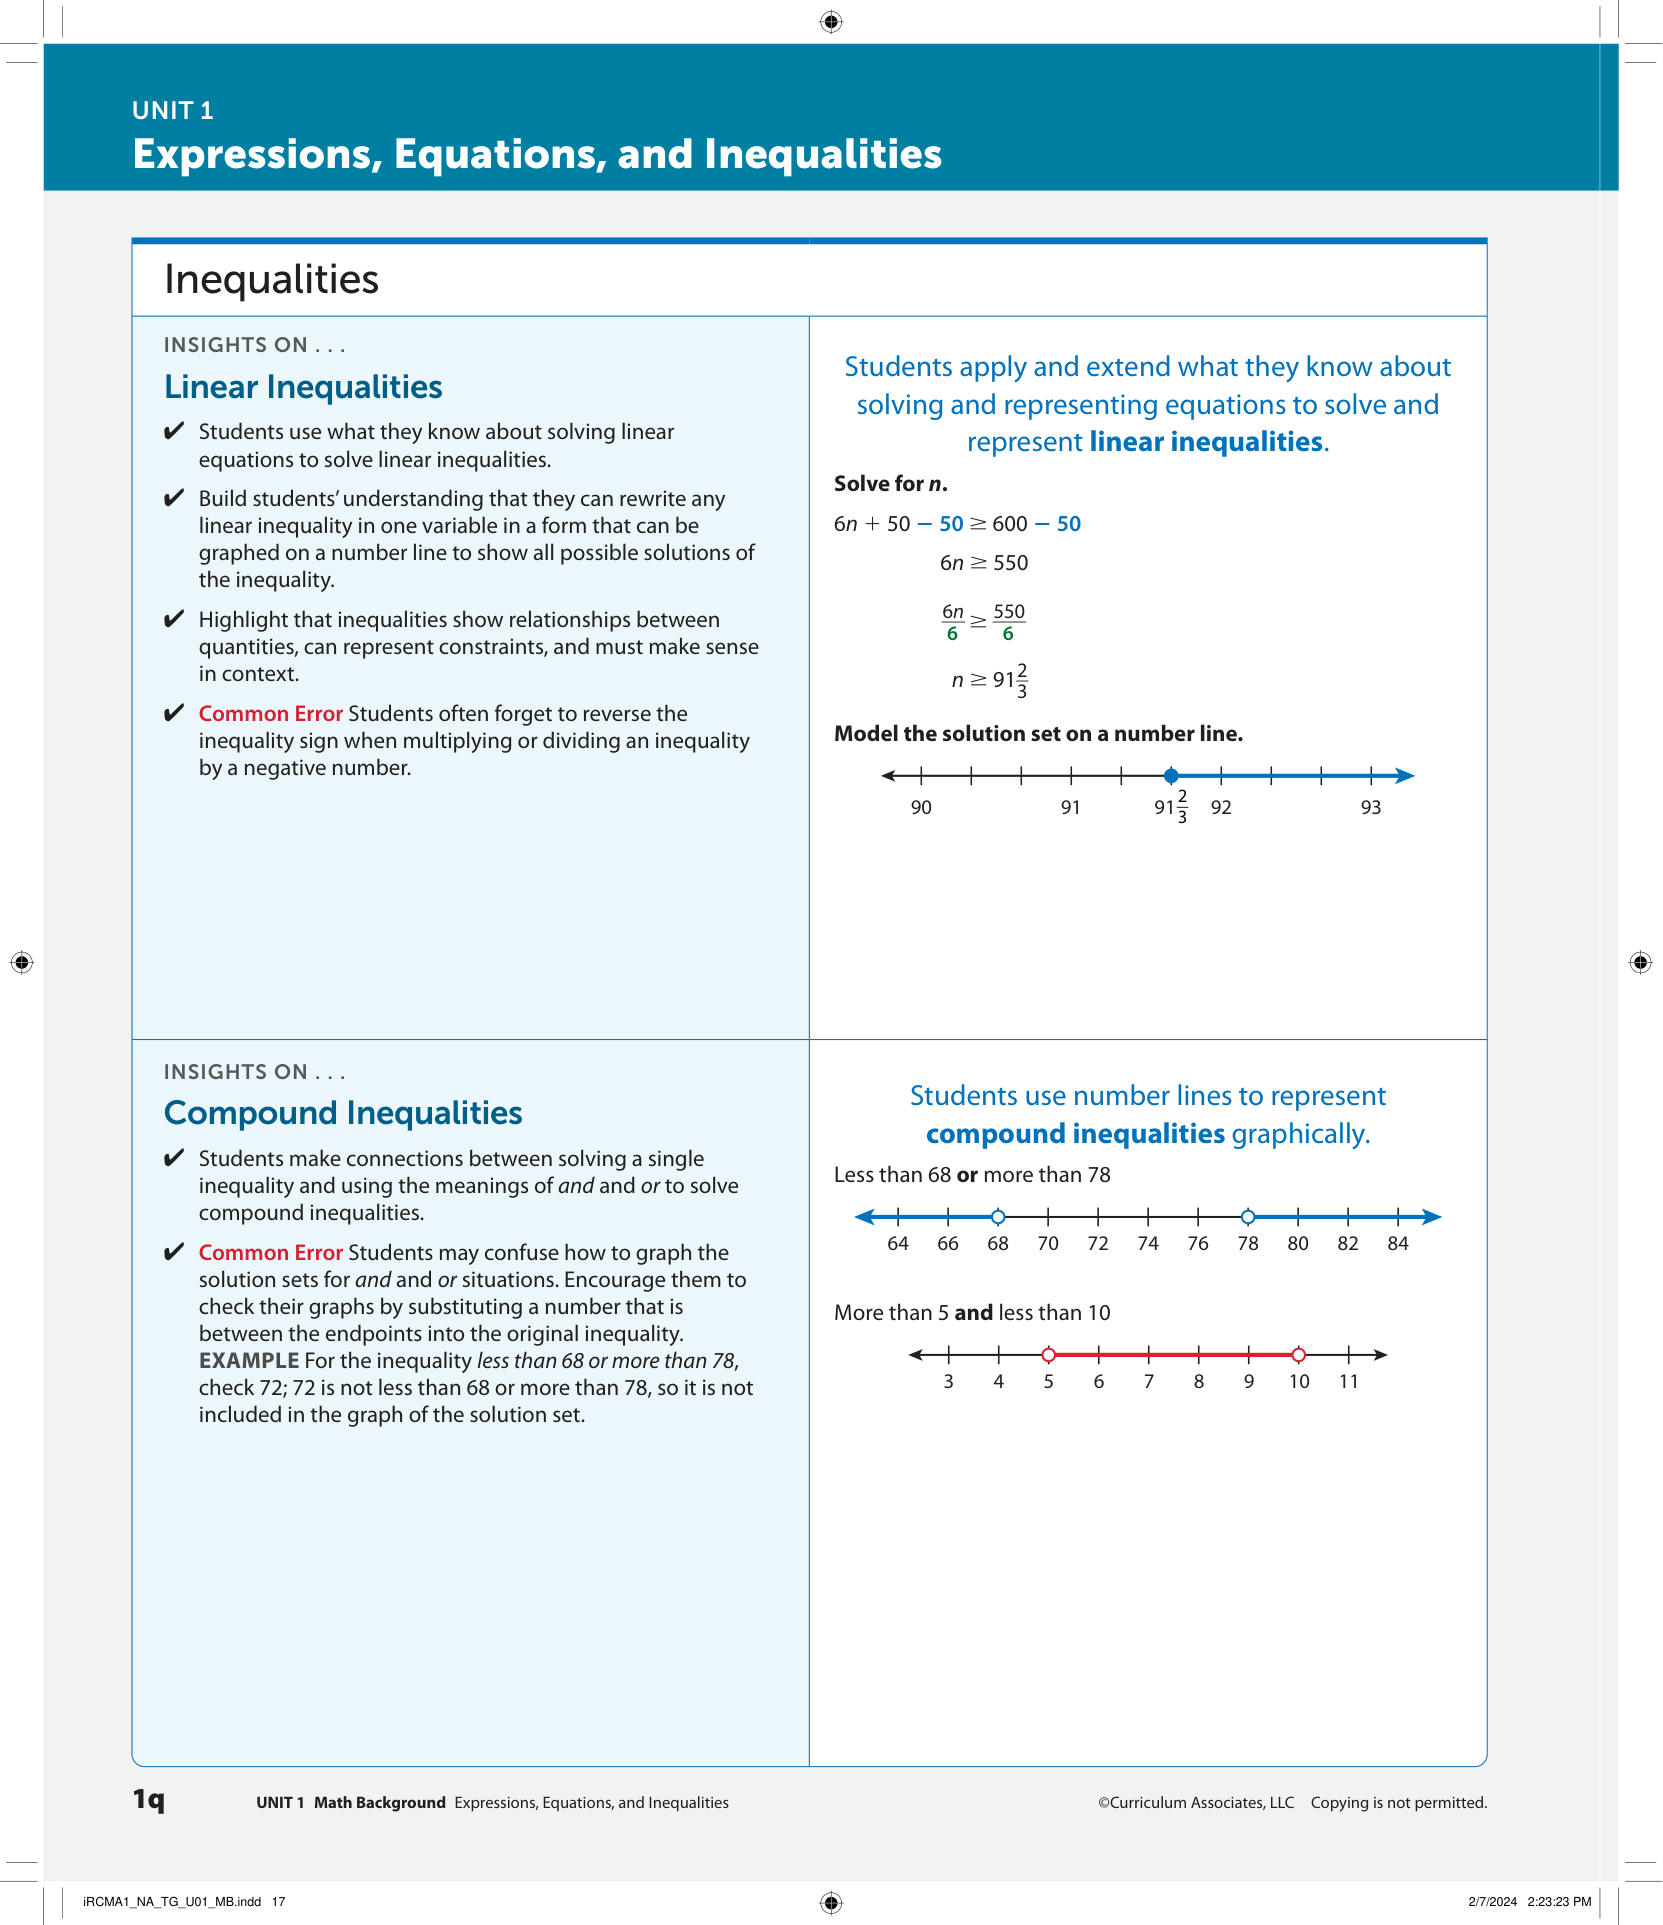 UNIT 1
Expressions, Equations, and Inequalities
Inequalities
INSIGHTS ON . . .
Linear Inequalities
✔ Students use what they know about solving linear
equations to solve linear inequalities.
✔ Build students’ understanding that they can rewrite any
linear inequality in one variable in a form that can be
graphed on a number line to show all possible solutions of
the inequality.
✔ Highlight that inequalities show relationships between
quantities, can represent constraints, and must make sense
in context.
✔ Common Error Students often forget to reverse the
inequality sign when multiplying or dividing an inequality
by a negative number.
Students apply and extend what they know about
solving and representing equations to solve and
represent linear inequalities.
Solve for n.
6n + 50 − 50 ≥ 600 − 50
6n ≥ 550
6n/6 ≥ 550/6
n ≥ 91 2/3
Model the solution set on a number line.
90 91 91 2/3 92 93
INSIGHTS ON . . .
Compound Inequalities
✔ Students make connections between solving a single
inequality and using the meanings of and and or to solve
compound inequalities.
✔ Common Error Students may confuse how to graph the
solution sets for and and or situations. Encourage them to
check their graphs by substituting a number that is
between the endpoints into the original inequality.
EXAMPLE For the inequality less than 68 or more than 78,
check 72; 72 is not less than 68 or more than 78, so it is not
included in the graph of the solution set.
Students use number lines to represent
compound inequalities graphically.
Less than 68 or more than 78
64 66 68 70 72 74 76 78 80 82 84
More than 5 and less than 10
3 4 5 6 7 8 9 10 11
1q UNIT 1 Math Background Expressions, Equations, and Inequalities ©Curriculum Associates, LLC Copying is not permitted.
iRCMA1_NA_TG_U01_MB.indd 17 2/7/2024 2:23:23 PM